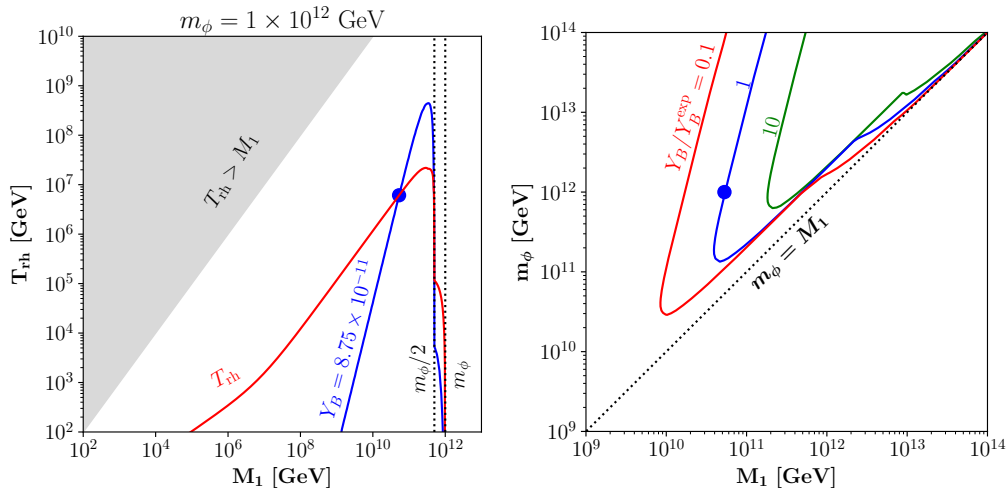 m_ϕ = 1 × 10^12 GeV
T_rh [GeV]
10^10
10^9
10^8
10^7
10^6
10^5
10^4
10^3
10^2
T_rh > M_1
T_rh
Y_B = 8.75 × 10^−11
m_ϕ/2
m_ϕ
10^2
10^4
10^6
10^8
10^10
10^12
M_1 [GeV]
m_ϕ [GeV]
10^14
10^13
10^12
10^11
10^10
10^9
Y_B/Y_B^exp = 0.1
1
10
m_ϕ = M_1
10^9
10^10
10^11
10^12
10^13
10^14
M_1 [GeV]